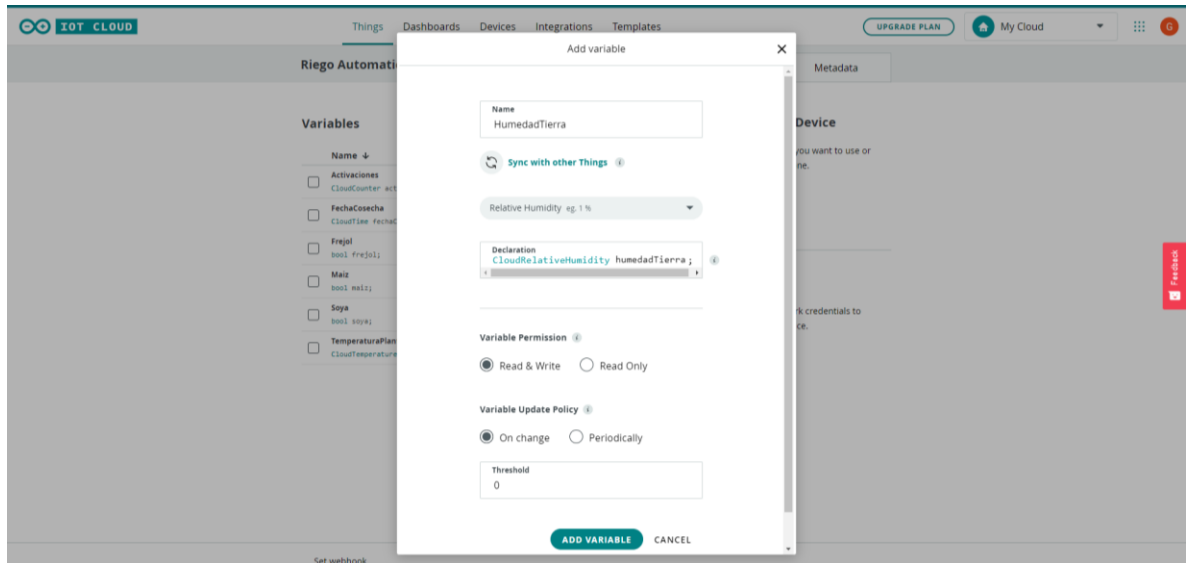 IOT CLOUD
Things Dashboards Devices Integrations Templates
UPGRADE PLAN
My Cloud
G
Riego Automati
Metadata
Add variable
Variables
Name
Activaciones
CloudCounter act
FechaCosecha
CloudTime fechaC
Frejol
bool frejol;
Maiz
bool maiz;
Soya
bool soya;
TemperaturaPlan
CloudTemperature
Name
HumedadTierra
Sync with other Things i
Relative Humidity eg. 1 %
Declaration
CloudRelativeHumidity humedadTierra;
i
Variable Permission i
Read & Write Read Only
Variable Update Policy i
On change Periodically
Threshold
0
ADD VARIABLE CANCEL
Device
you want to use or
ne.
rk credentials to
ce.
Feedback
Set webhook